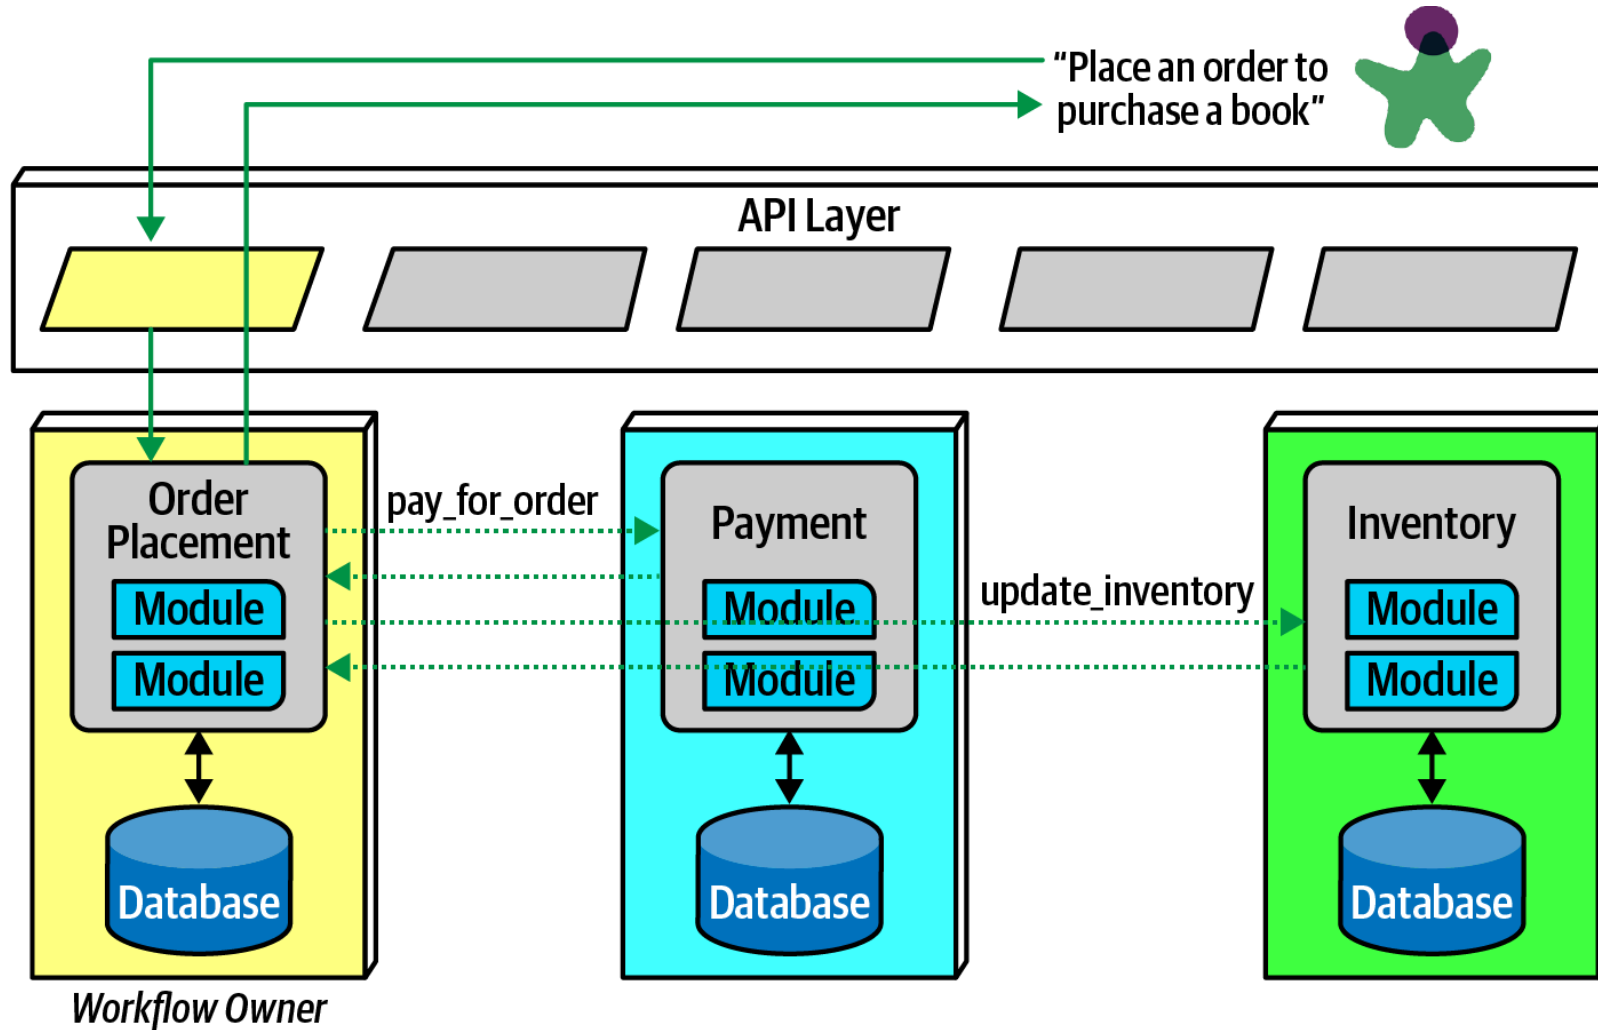 “Place an order to
purchase a book”
API Layer
Order
Placement
Module
Module
Database
Workflow Owner
pay_for_order
Payment
Module
Module
Database
update_inventory
Inventory
Module
Module
Database